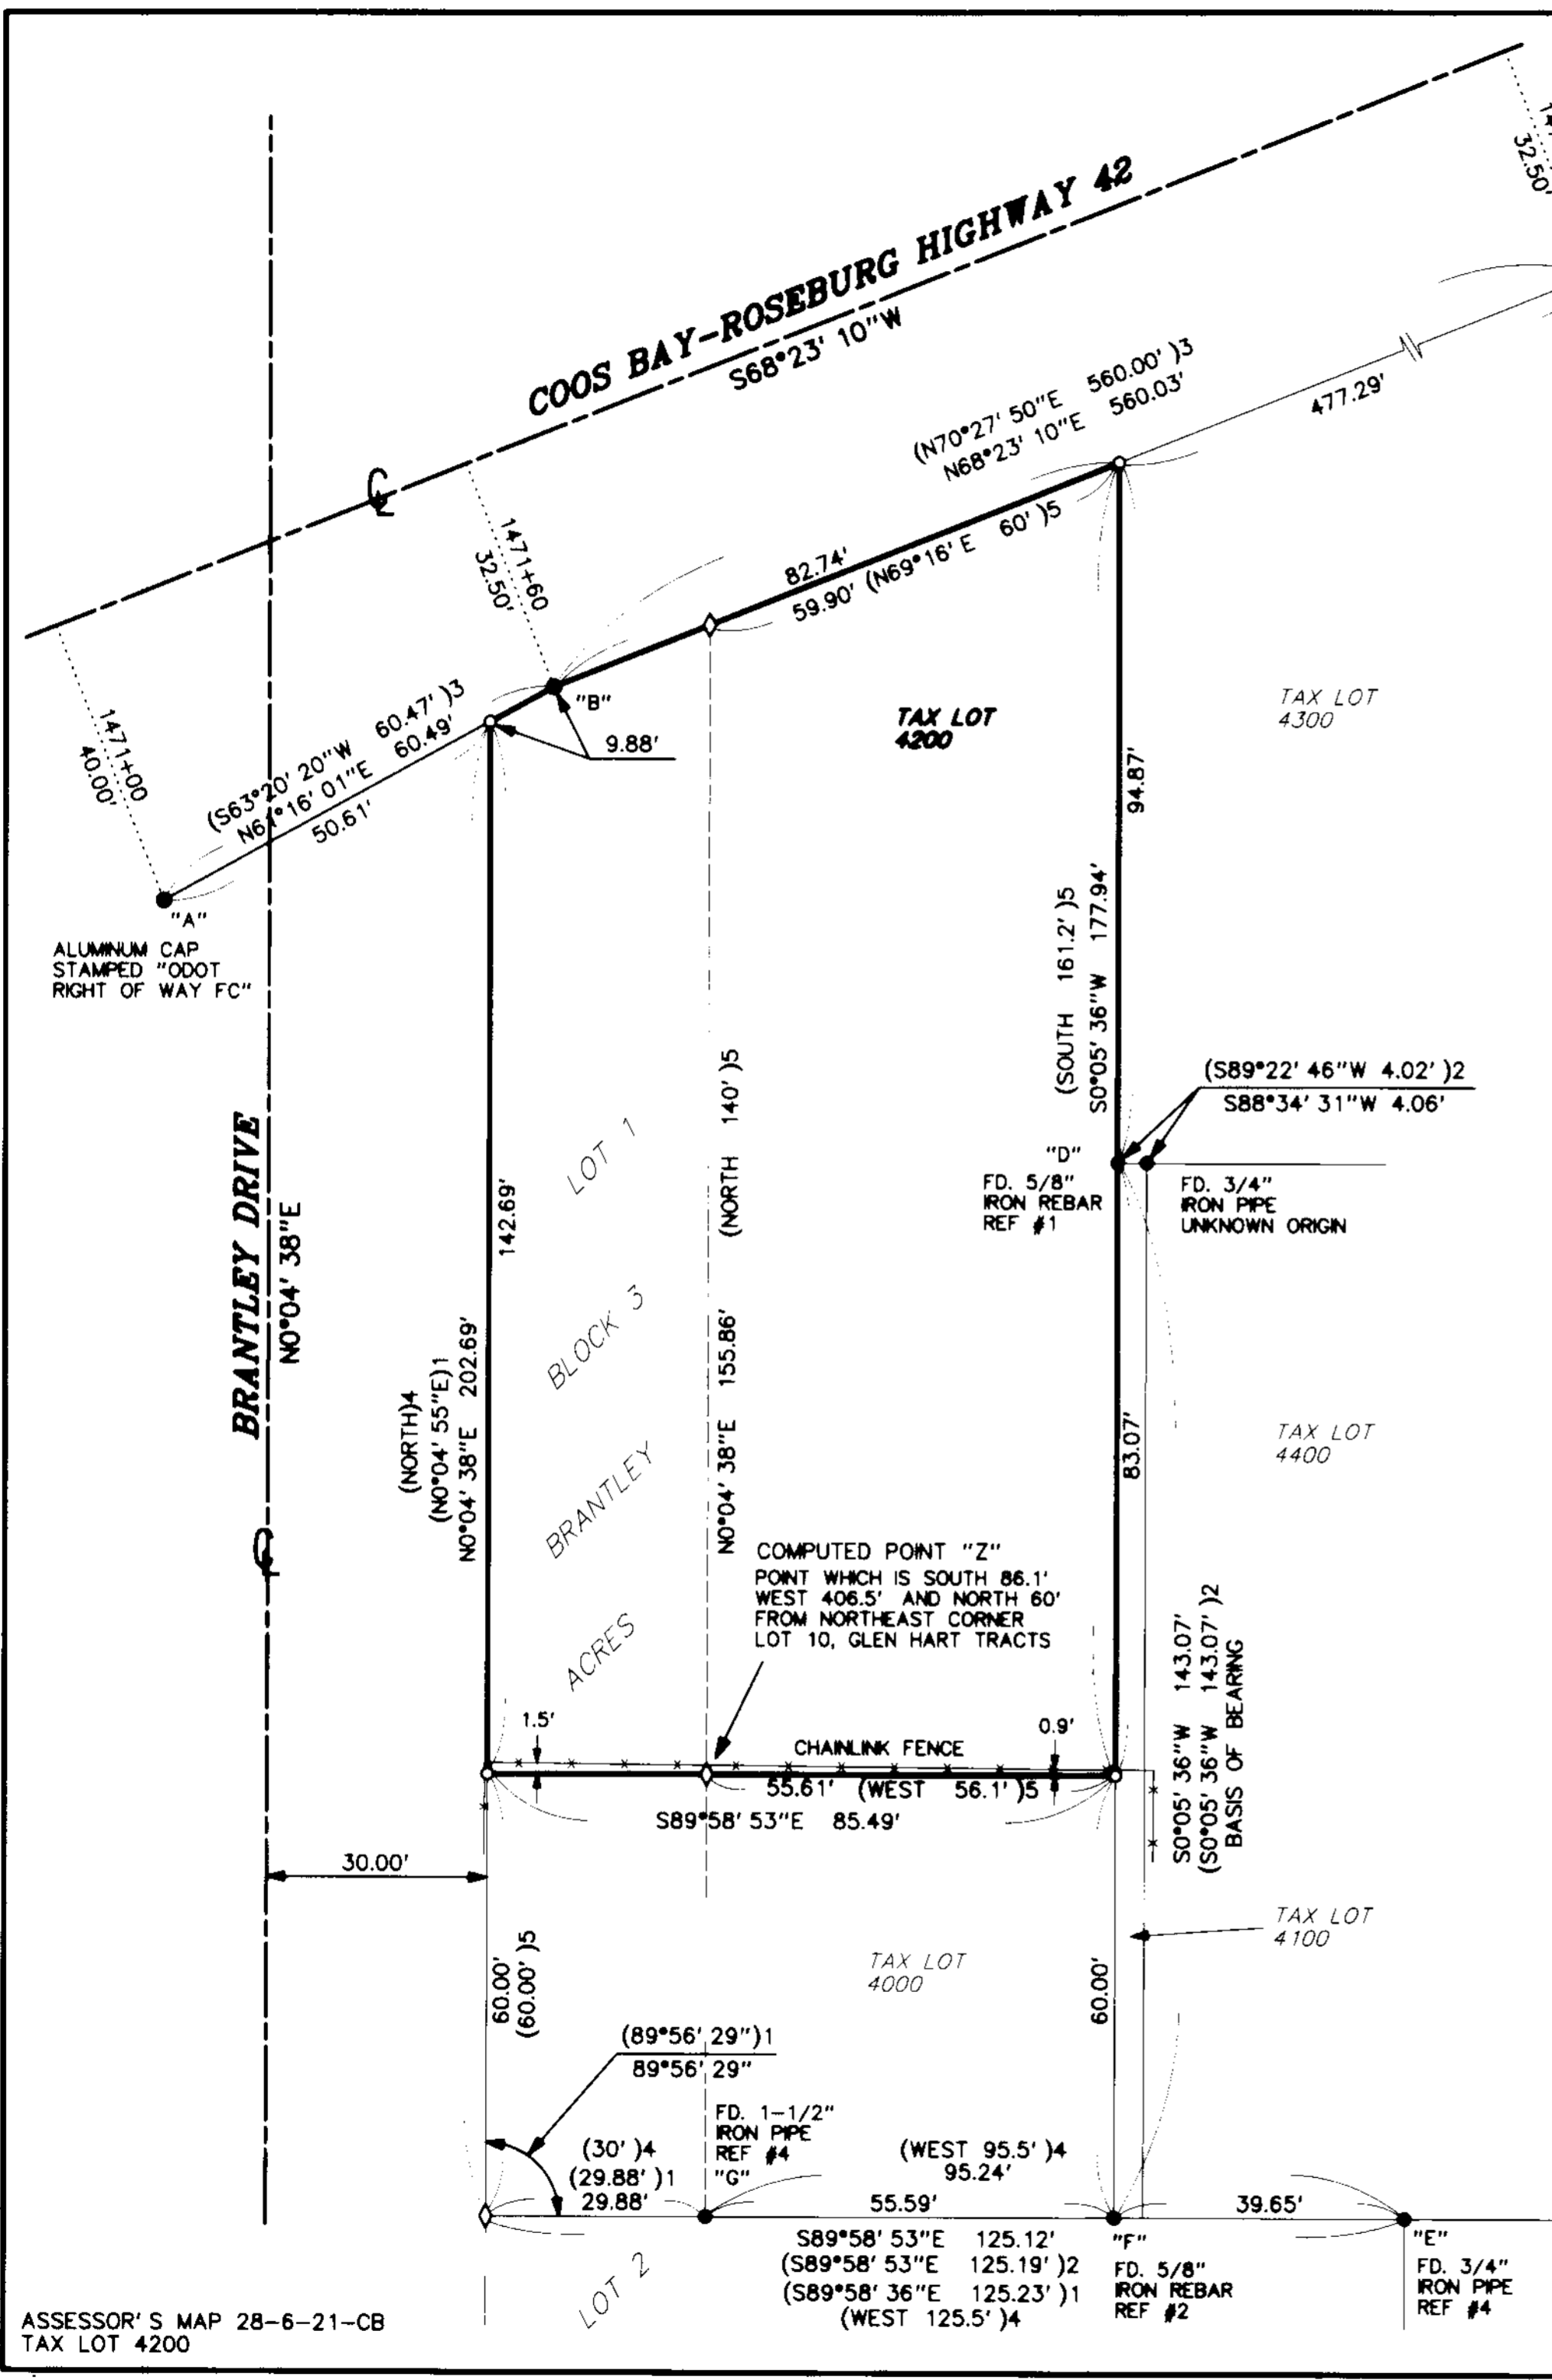 32.50'
COOS BAY-ROSEBURG HIGHWAY 42
S68°23' 10"W
(N70°27' 50"E 560.00' )3
N68°23' 10"E 560.03'
477.29'
1471+60
32.50'
82.74'
59.90' (N69°16' E 60' )5
"B"
9.88'
TAX LOT
4200
TAX LOT
4300
1471+00
40.00'
(S63°20' 20"W 60.47' )3
N61°16' 01"E 60.49'
50.61'
"A"
ALUMINUM CAP
STAMPED "ODOT
RIGHT OF WAY FC"
94.87'
(SOUTH 161.2' )5
S0°05' 36"W 177.94'
(S89°22' 46"W 4.02' )2
S88°34' 31"W 4.06'
"D"
FD. 5/8"
IRON REBAR
REF #1
FD. 3/4"
IRON PIPE
UNKNOWN ORIGIN
BRANTLEY DRIVE
N0°04' 38"E
142.69'
(NORTH)4
(N0°04' 55"E)1
N0°04' 38"E 202.69'
LOT 1
BLOCK 3
BRANTLEY
ACRES
(NORTH 140' )5
N0°04' 38"E 155.86'
83.07'
TAX LOT
4400
COMPUTED POINT "Z"
POINT WHICH IS SOUTH 86.1'
WEST 406.5' AND NORTH 60'
FROM NORTHEAST CORNER
LOT 10, GLEN HART TRACTS
1.5'
CHAINLINK FENCE
0.9'
55.61' (WEST 56.1' )5
S89°58' 53"E 85.49'
S0°05' 36"W 143.07'
(S0°05' 36"W 143.07' )2
BASIS OF BEARING
30.00'
60.00'
(60.00' )5
TAX LOT
4000
60.00'
TAX LOT
4100
(89°56' 29")1
89°56' 29"
(30' )4
(29.88' )1
29.88'
FD. 1-1/2"
IRON PIPE
REF #4
"G"
(WEST 95.5' )4
95.24'
55.59'
39.65'
S89°58' 53"E 125.12'
(S89°58' 53"E 125.19' )2
(S89°58' 36"E 125.23' )1
(WEST 125.5' )4
"F"
FD. 5/8"
IRON REBAR
REF #2
"E"
FD. 3/4"
IRON PIPE
REF #4
LOT 2
ASSESSOR'S MAP 28-6-21-CB
TAX LOT 4200